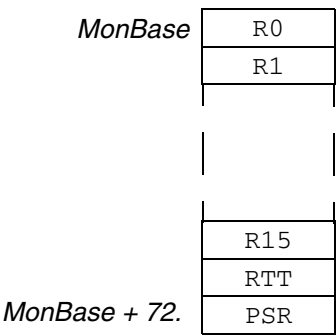 MonBase R0
R1
R15
RTT
MonBase + 72. PSR